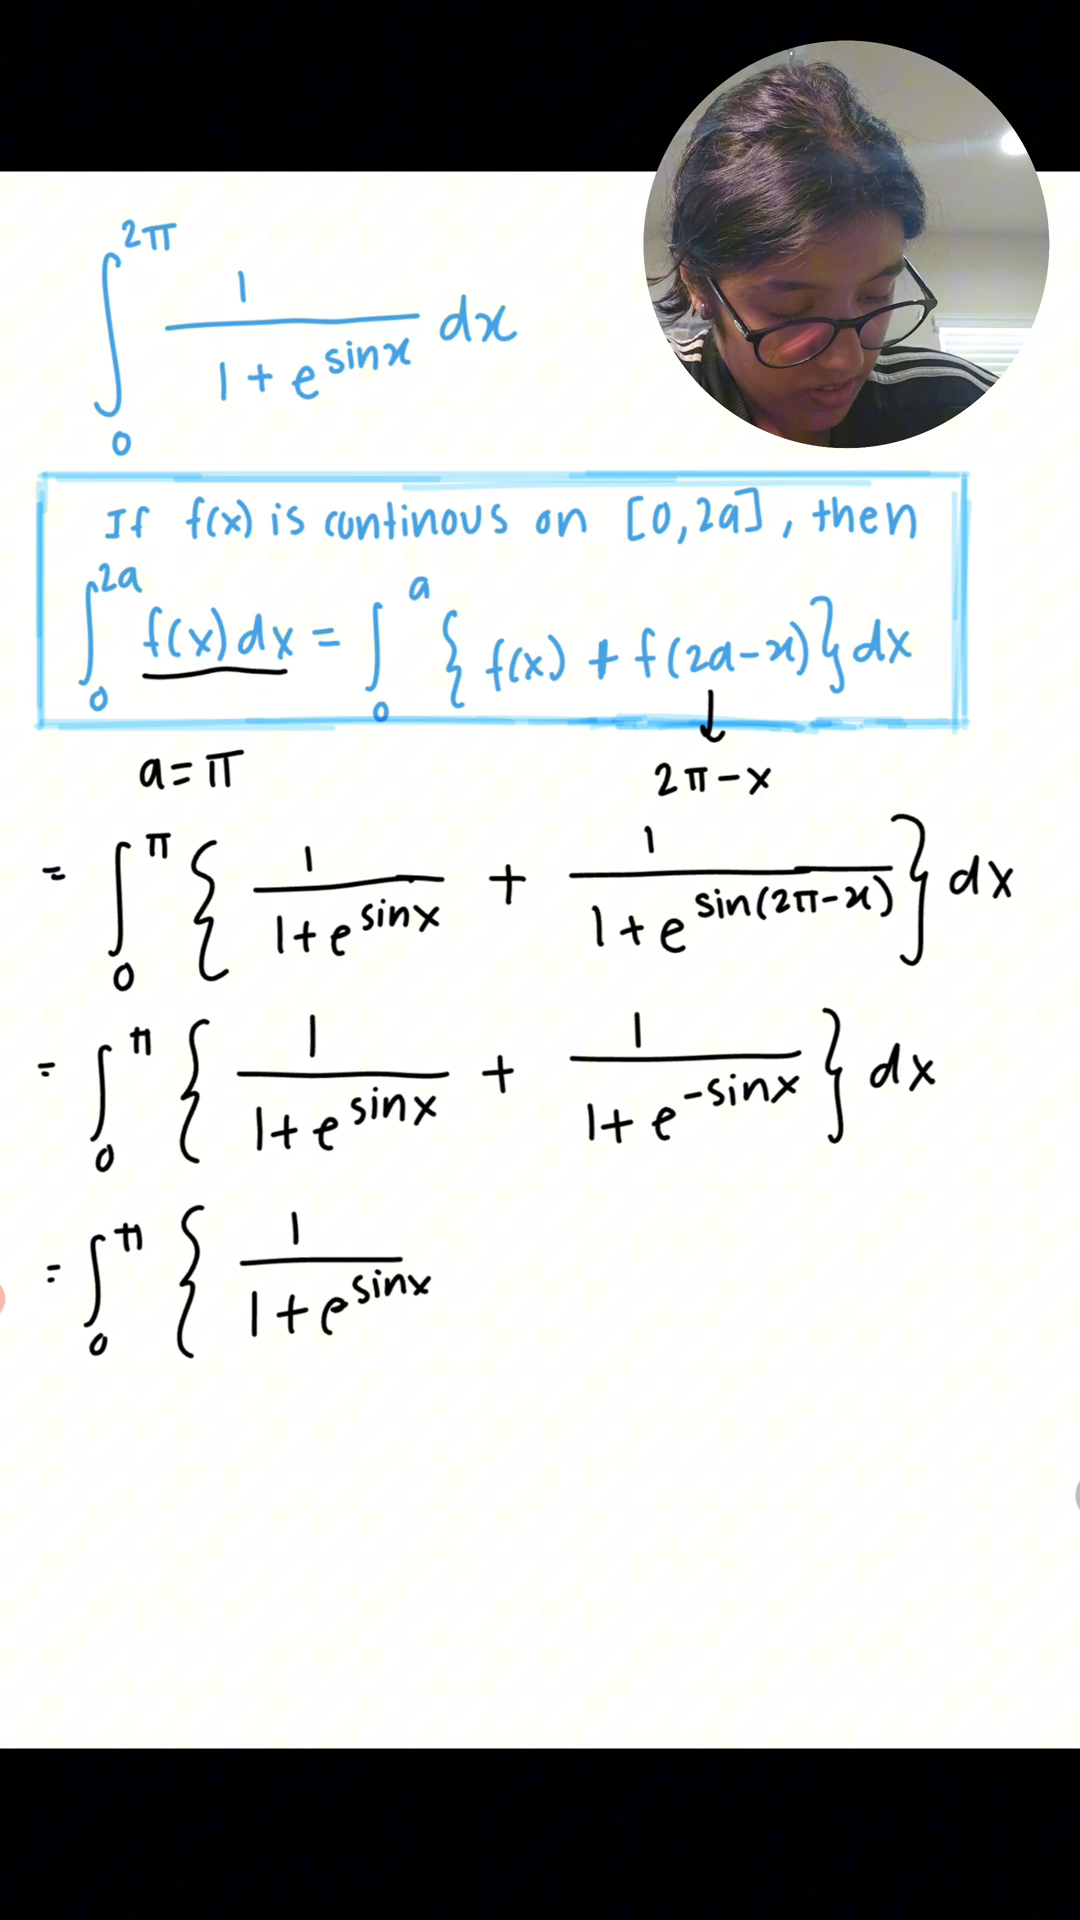 ∫₀^{2π} 1/(1 + e^{sinx}) dx
If f(x) is continous on [0,2a], then
∫₀^{2a} f(x)dx = ∫₀^{a} { f(x) + f(2a-x)}dx
a=π ↓ 2π-x
= ∫₀^{π} { 1/(1+e^{sinx}) + 1/(1+e^{sin(2π-x)}) } dx
= ∫₀^{π} { 1/(1+e^{sinx}) + 1/(1+e^{-sinx}) } dx
= ∫₀^{π} { 1/(1+e^{sinx})